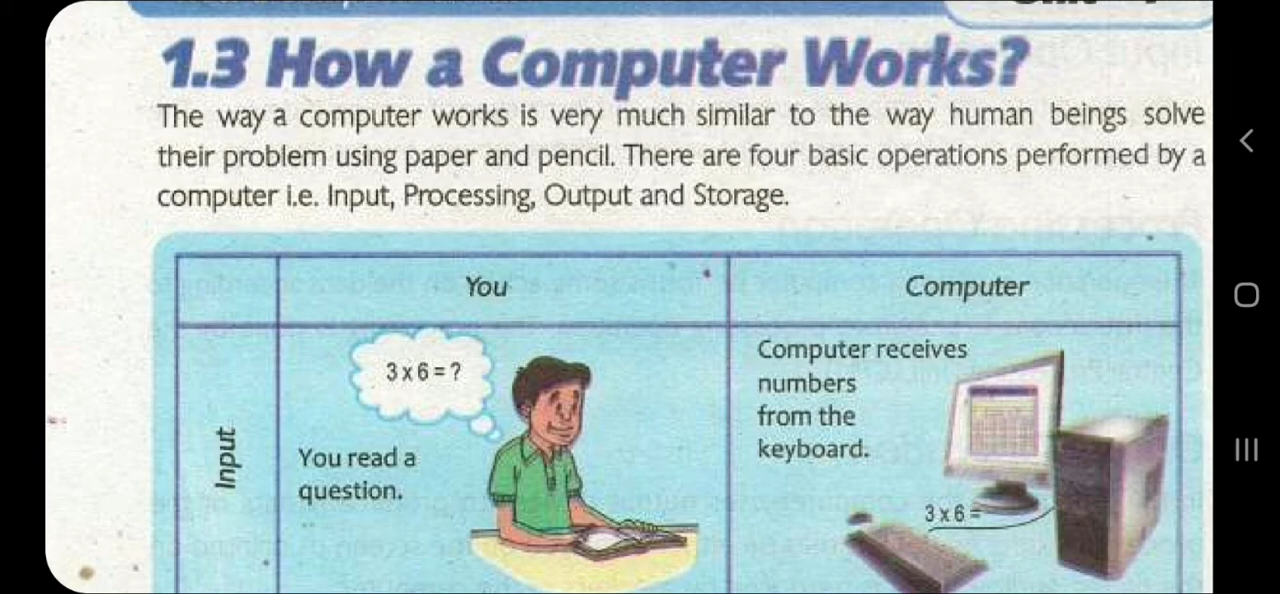 1.3 How a Computer Works?
The way a computer works is very much similar to the way human beings solve
their problem using paper and pencil. There are four basic operations performed by a
computer i.e. Input, Processing, Output and Storage.
You
Computer
Input
3 x 6 = ?
You read a
question.
Computer receives
numbers
from the
keyboard.
3 x 6 =